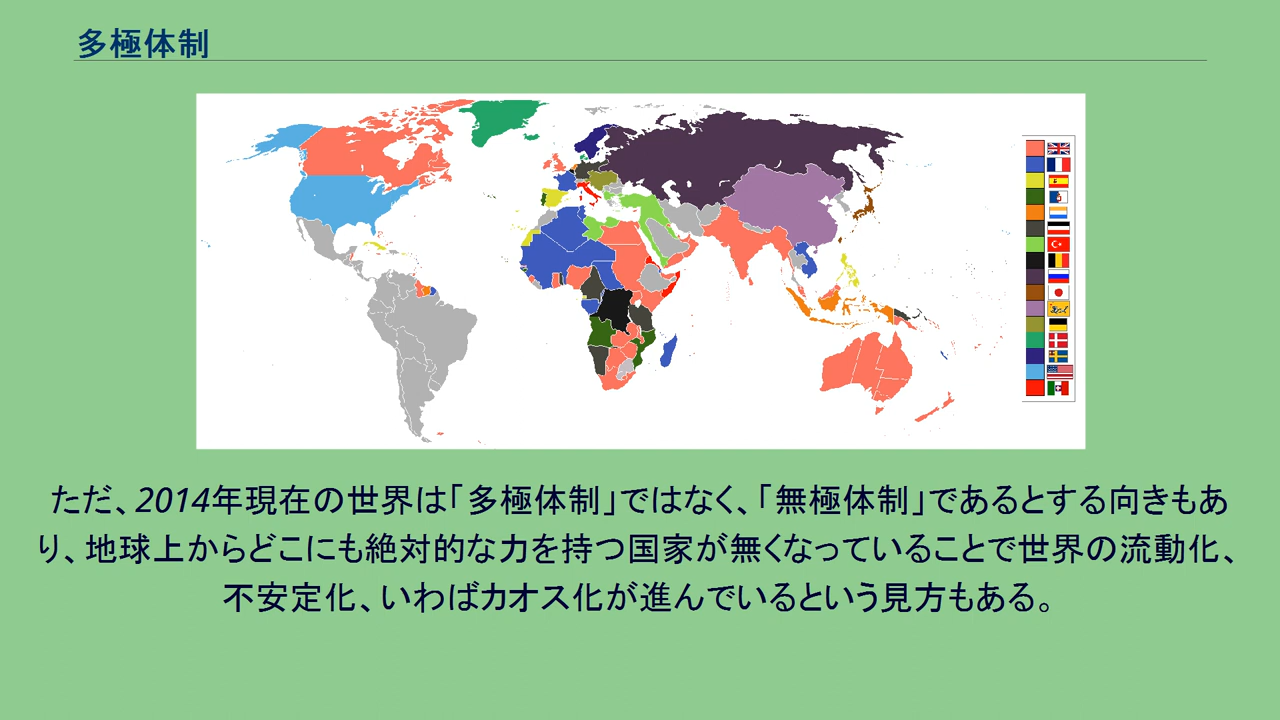 多極体制
ただ、2014年現在の世界は「多極体制」ではなく、「無極体制」であるとする向きもあ
り、地球上からどこにも絶対的な力を持つ国家が無くなっていることで世界の流動化、
不安定化、いわばカオス化が進んでいるという見方もある。